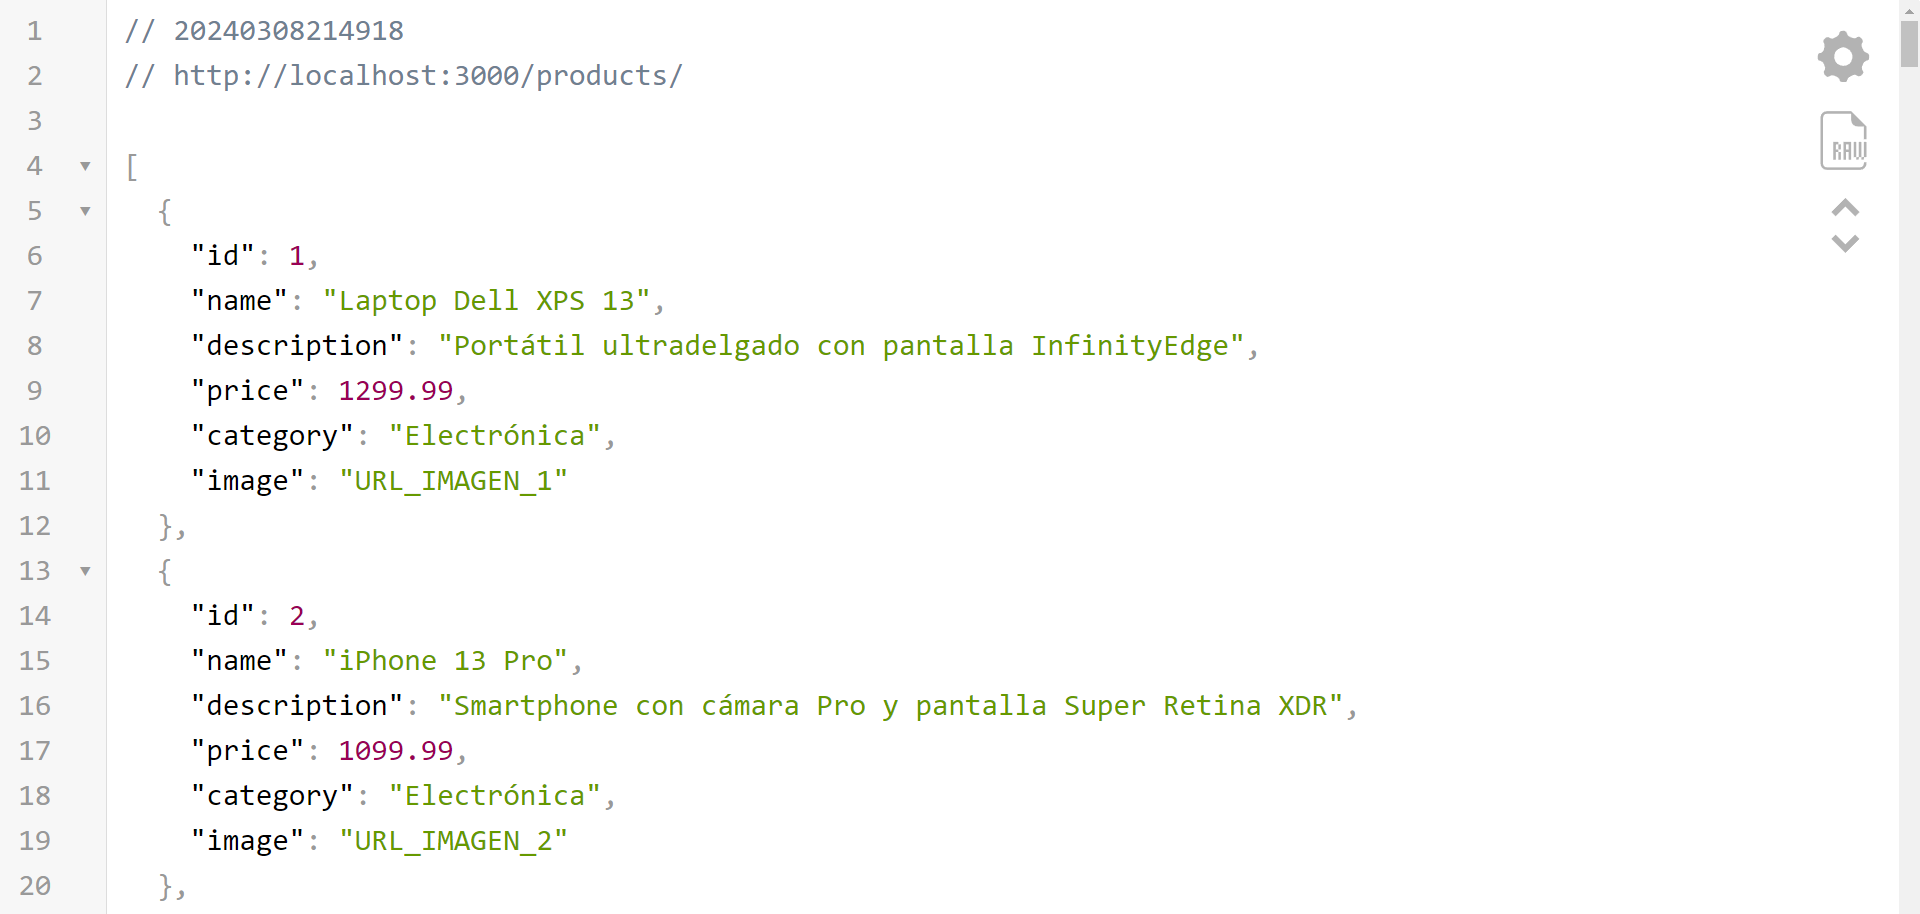 1 // 20240308214918
2 // http://localhost:3000/products/
3
4 [
5 {
6 "id": 1,
7 "name": "Laptop Dell XPS 13",
8 "description": "Portátil ultradelgado con pantalla InfinityEdge",
9 "price": 1299.99,
10 "category": "Electrónica",
11 "image": "URL_IMAGEN_1"
12 },
13 {
14 "id": 2,
15 "name": "iPhone 13 Pro",
16 "description": "Smartphone con cámara Pro y pantalla Super Retina XDR",
17 "price": 1099.99,
18 "category": "Electrónica",
19 "image": "URL_IMAGEN_2"
20 },
RAW